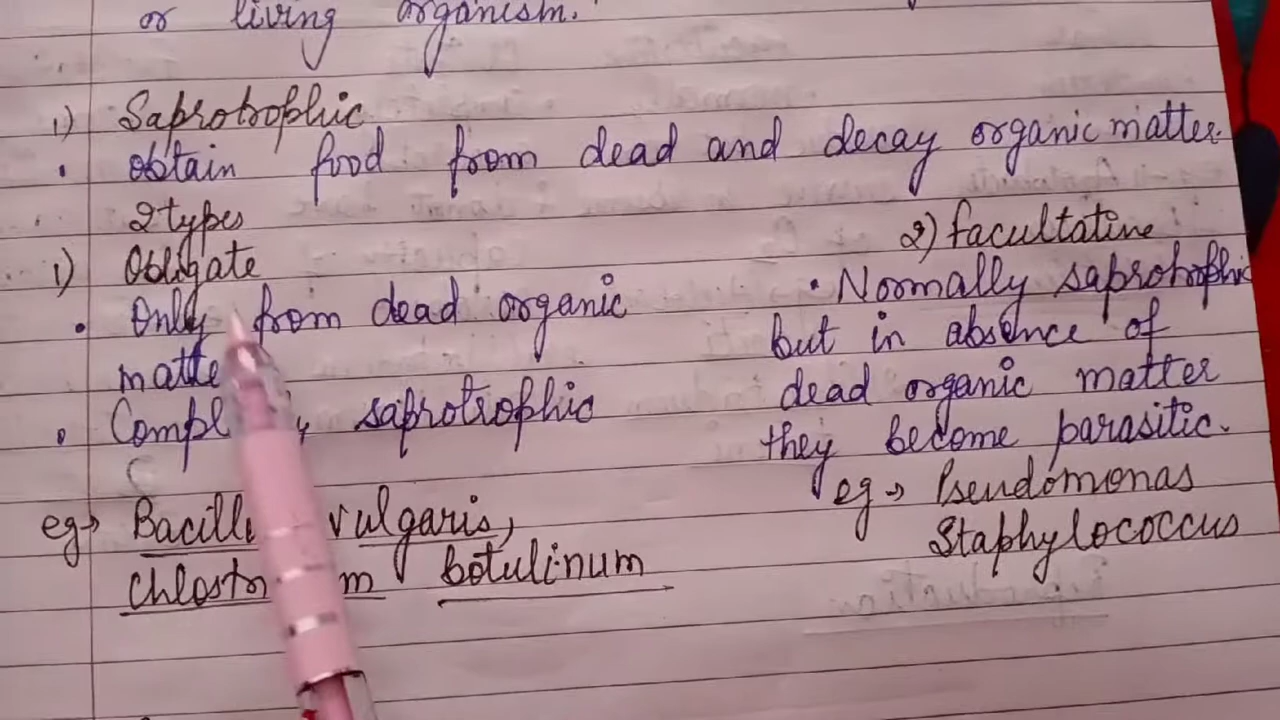 or living organism.
1) Saprotrophic
• obtain food from dead and decay organic matter.
2 types
1) Obligate
• Only from dead organic
matte
• Compl y saprotrophic
eg→ Bacill vulgaris,
Chlostr m botulinum
2) facultatine
• Normally saprotrophic
but in absence of
dead organic matter
they become parasitic.
eg→ Pseudomonas
Staphylococcus